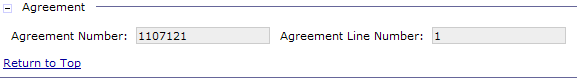 Agreement
Agreement Number: 1107121 Agreement Line Number: 1
Return to Top